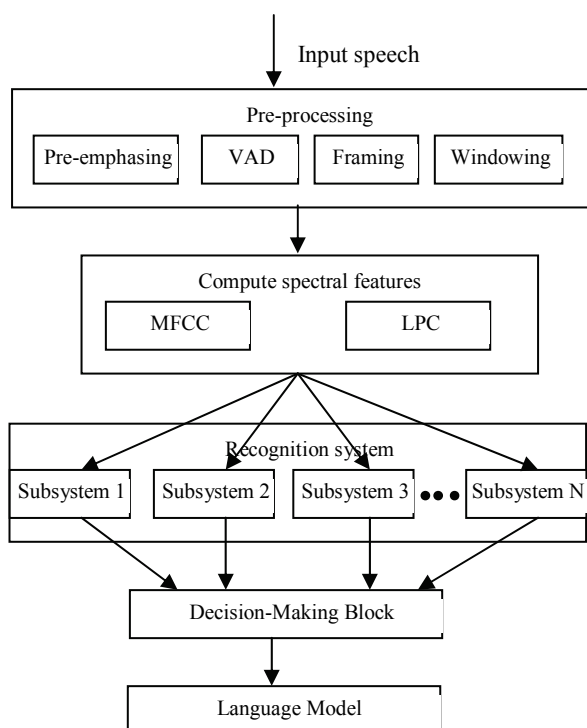 Input speech
Pre-processing
Pre-emphasing VAD Framing Windowing
Compute spectral features
MFCC LPC
Recognition system
Subsystem 1 Subsystem 2 Subsystem 3 ●●● Subsystem N
Decision-Making Block
Language Model